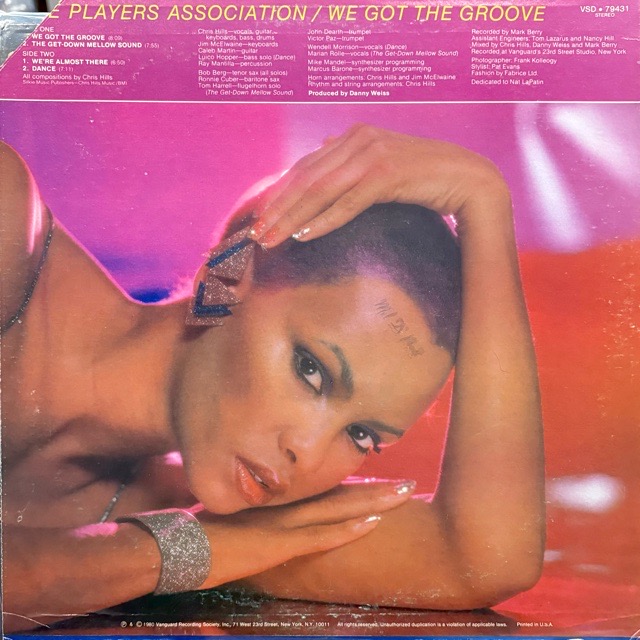 E PLAYERS ASSOCIATION / WE GOT THE GROOVE
VSD • 79431
STEREO
E ONE
WE GOT THE GROOVE (8:09)
2. THE GET-DOWN MELLOW SOUND (7:55)
SIDE TWO
1. WE'RE ALMOST THERE (6:50)
2. DANCE (7:11)
All compositions by Chris Hills
Music Publishers—Chris Hills Music/BMI
Chris Hills—vocals, guitar,
keyboards, bass, drums
Jim McElwaine—keyboards
Caleb Martin—guitar
Luico Hopper—bass solo (Dance)
Ray Mantilla—percussion
Bob Berg—tenor sax (all solos)
Ronnie Cuber—baritone sax
Tom Harrell—flugelhorn solo
(The Get-Down Mellow Sound)
John Dearth—trumpet
Victor Paz—trumpet
Wendell Morrison—vocals (Dance)
Marian Rolle—vocals (The Get-Down Mellow Sound)
Mike Mandel—synthesizer programming
Marcus Barone—synthesizer programming
Horn arrangements: Chris Hills and Jim McElwaine
Rhythm and string arrangements: Chris Hills
Produced by Danny Weiss
Recorded by Mark Berry
Assistant Engineers: Tom Lazarus and Nancy Hill
Mixed by Chris Hills, Danny Weiss and Mark Berry
Recorded at Vanguard's 23rd Street Studio, New York
Photographer: Frank Kolleogy
Stylist: Pat Evans
Fashion by Fabrice Ltd
Dedicated to Nat LaPatin
℗ & © 1980 Vanguard Recording Society, Inc., 71 West 23rd Street, New York, N.Y. 10011 All rights reserved. Unauthorized duplication is a violation of applicable laws. Printed in U.S.A.